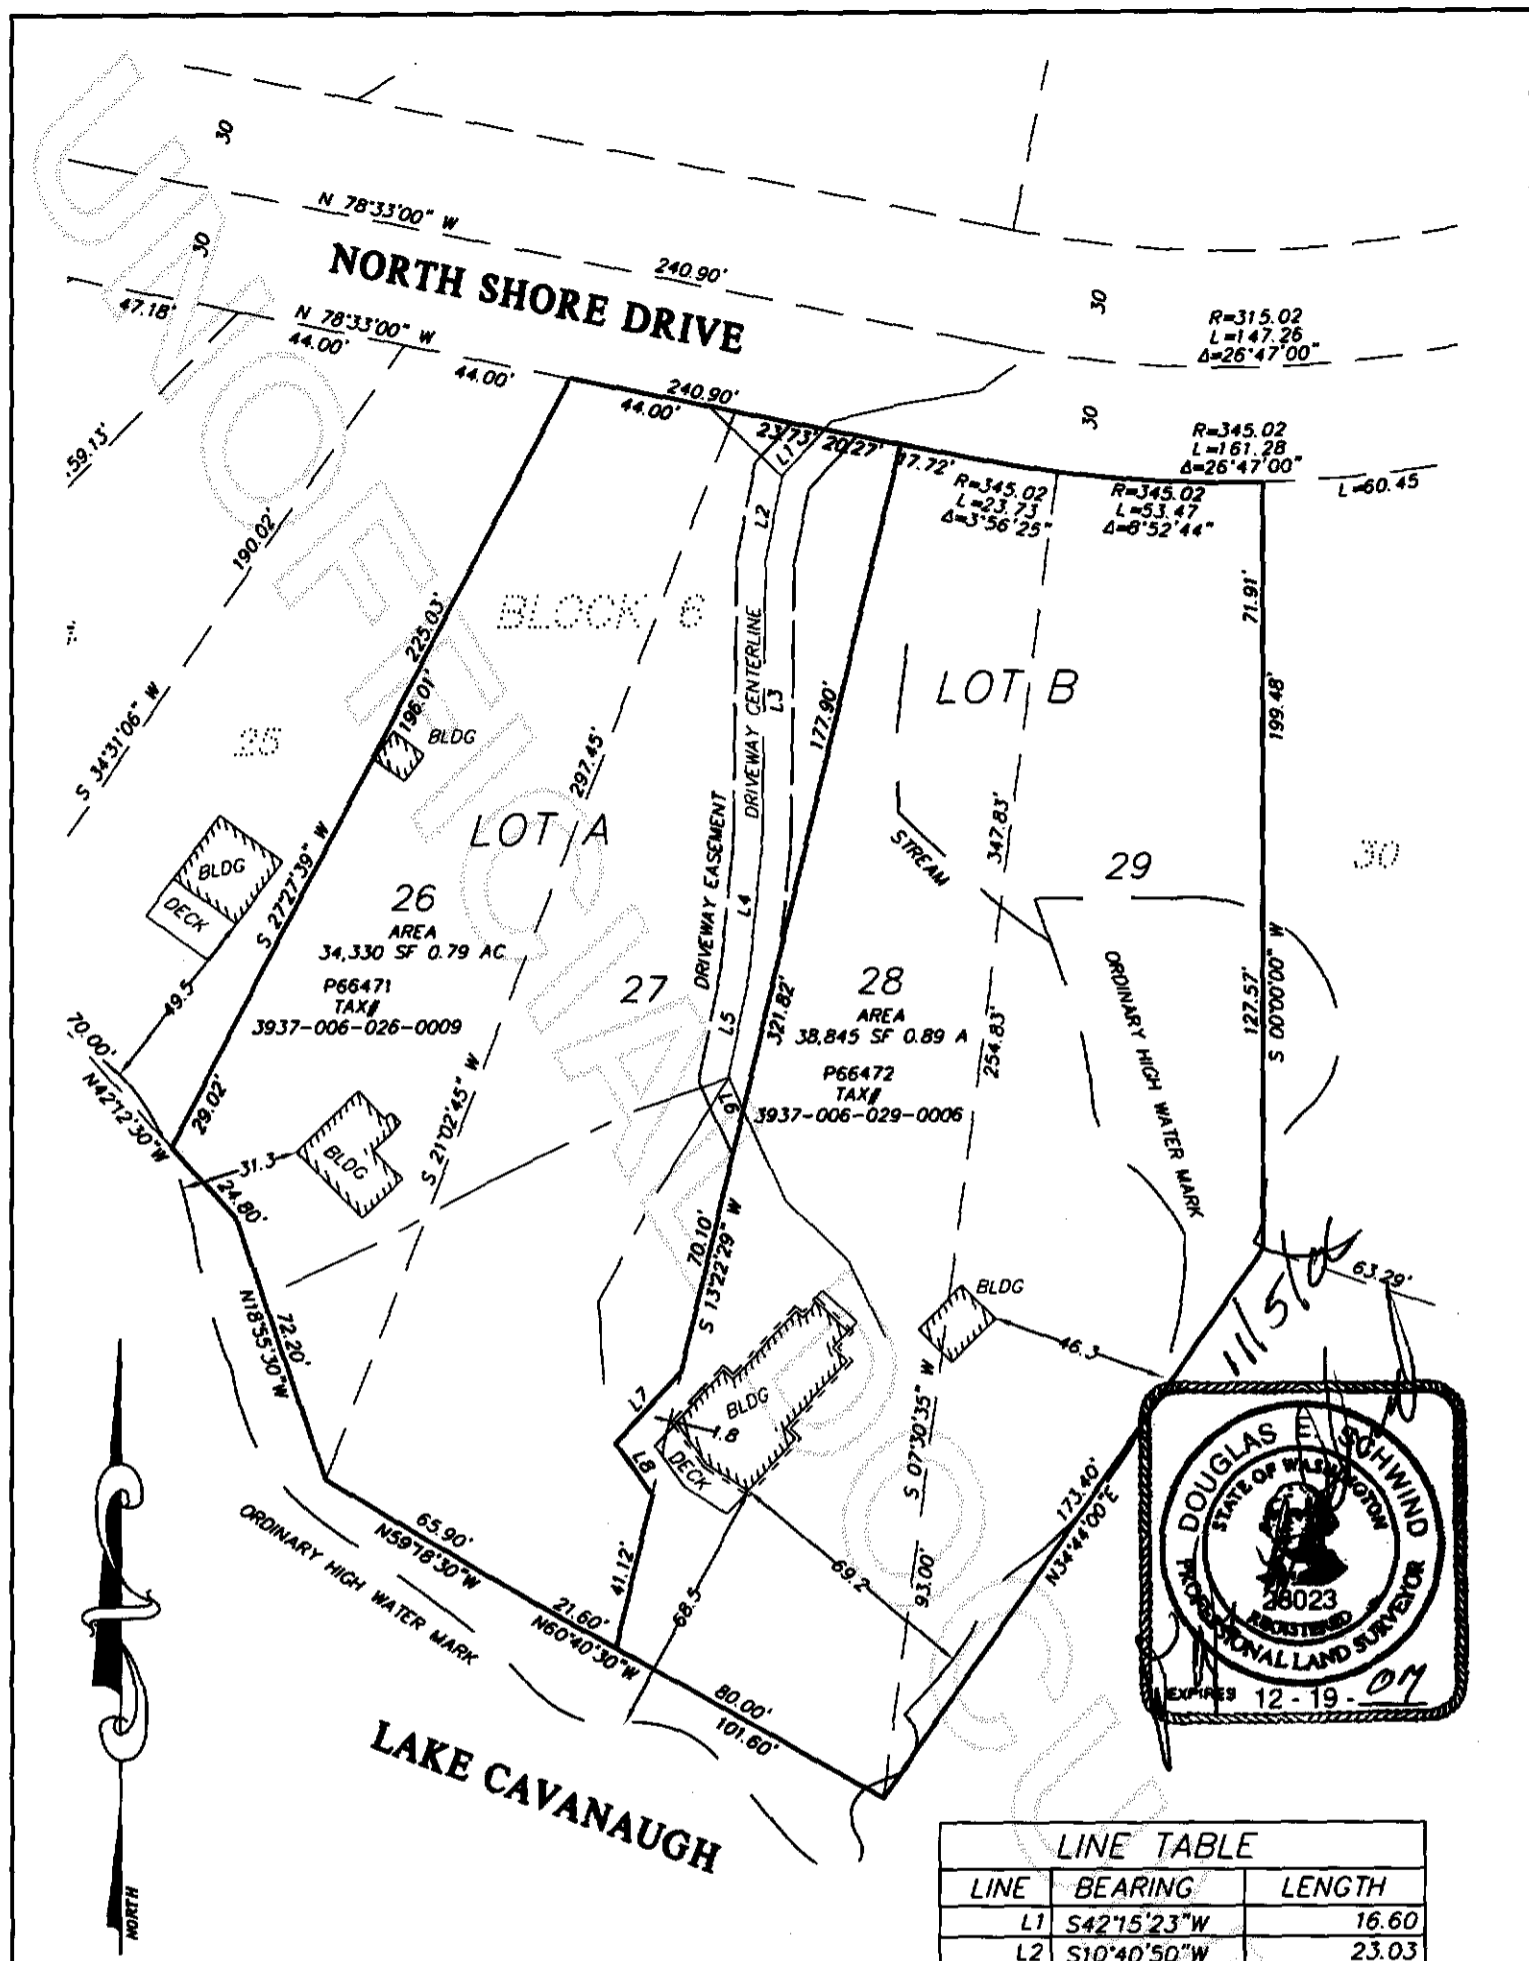 30
N 78°33'00" W
30
NORTH SHORE DRIVE
240.90'
47.18'
N 78°33'00" W
44.00'
44.00'
240.90'
44.00'
30
R=315.02
L=147.26
Δ=26°47'00"
30
R=345.02
L=161.28
Δ=26°47'00"
L=60.45
23.73'
20.27'
17.72'
R=345.02
L=23.73
Δ=3°56'25"
R=345.02
L=53.47
Δ=8°52'44"
L1
L2
59.13'
190.02'
225.03'
196.01'
BLOCK 6
DRIVEWAY CENTERLINE
L3
177.90'
LOT B
71.91'
199.48'
S 34°31'06" W
25
BLDG
297.45'
LOT A
DRIVEWAY EASEMENT
STREAM
347.83'
29
30
BLDG
DECK
S 27°27'39" W
26
AREA
34,330 SF 0.79 AC
P66471
TAX#
3937-006-026-0009
27
L4
L5
321.82'
28
AREA
38,845 SF 0.89 A
P66472
TAX#
3937-006-029-0006
254.83'
ORDINARY HIGH WATER MARK
127.57'
S 00°00'00" W
49.5
70.00'
N42°12'30"W
29.02'
31.3
24.80'
BLDG
S 21°02'45" W
L6
70.10'
S 13°22'29" W
N18°55'30"W
72.20'
BLDG
46.3
63.29'
11/5/06
L7
L8
BLDG
1.8
DECK
S 07°30'35" W
93.00'
173.40'
N34°44'00"E
ORDINARY HIGH WATER MARK
65.90'
N59°18'30"W
41.12'
21.60'
N60°40'30"W
68.5
69.2
80.00'
101.60'
DOUGLAS E SCHWIND
STATE OF WASHINGTON
28023
REGISTERED
PROFESSIONAL LAND SURVEYOR
EXPIRES 12-19-07
LAKE CAVANAUGH
NORTH
LINE TABLE
LINE BEARING LENGTH
L1 S42°15'23"W 16.60
L2 S10°40'50"W 23.03
UNOFFICIAL DOCU